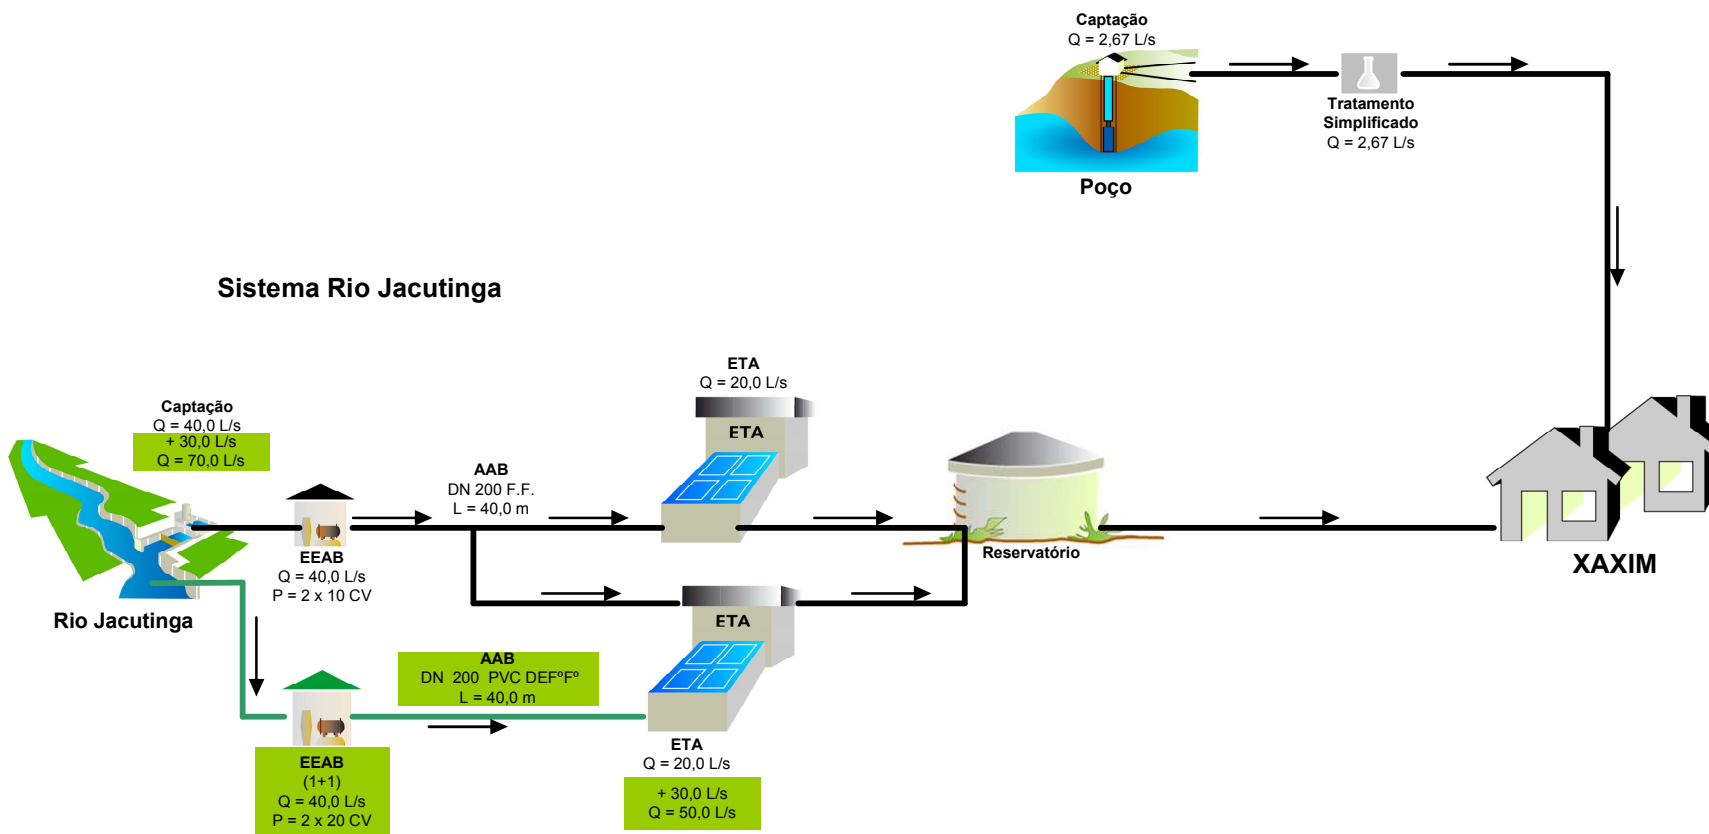 Captação
Q = 2,67 L/s
Tratamento
Simplificado
Q = 2,67 L/s
Poço
Sistema Rio Jacutinga
ETA
Q = 20,0 L/s
ETA
Captação
Q = 40,0 L/s
+ 30,0 L/s
Q = 70,0 L/s
AAB
DN 200 F.F.
L = 40,0 m
Reservatório
EEAB
Q = 40,0 L/s
P = 2 x 10 CV
XAXIM
Rio Jacutinga
ETA
AAB
DN 200 PVC DEFºFº
L = 40,0 m
ETA
Q = 20,0 L/s
+ 30,0 L/s
Q = 50,0 L/s
EEAB
(1+1)
Q = 40,0 L/s
P = 2 x 20 CV